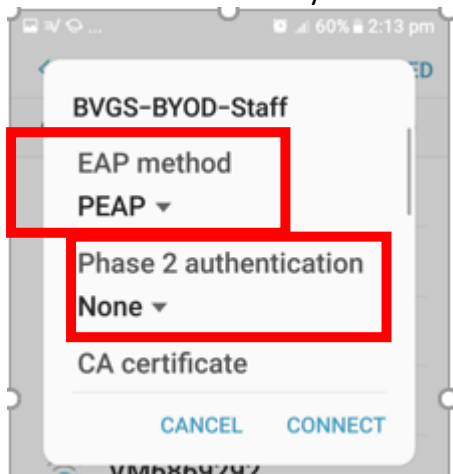 60% 2:13 pm
ED
BVGS-BYOD-Staff
EAP method
PEAP
Phase 2 authentication
None
CA certificate
CANCEL
CONNECT